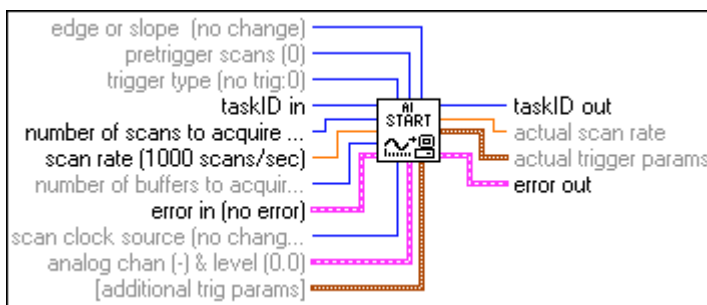 edge or slope (no change)
pretrigger scans (0)
trigger type (no trig:0)
taskID in
number of scans to acquire ...
scan rate (1000 scans/sec)
number of buffers to acquir...
error in (no error)
scan clock source (no chang...
analog chan (-) & level (0.0)
[additional trig params]
AI
START
taskID out
actual scan rate
actual trigger params
error out